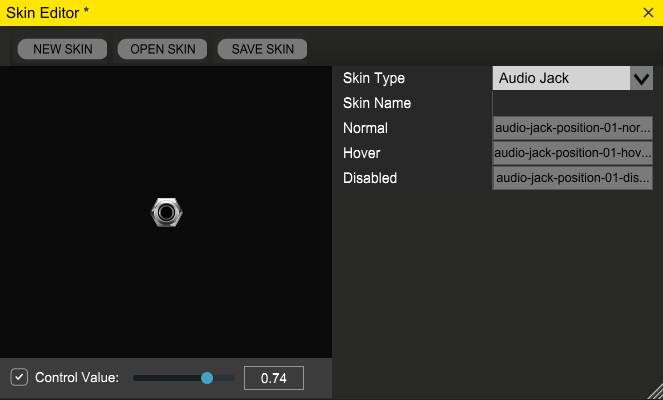 Skin Editor *
NEW SKIN OPEN SKIN SAVE SKIN
Skin Type Audio Jack
Skin Name
Normal audio-jack-position-01-nor...
Hover audio-jack-position-01-hov...
Disabled audio-jack-position-01-dis...
Control Value: 0.74